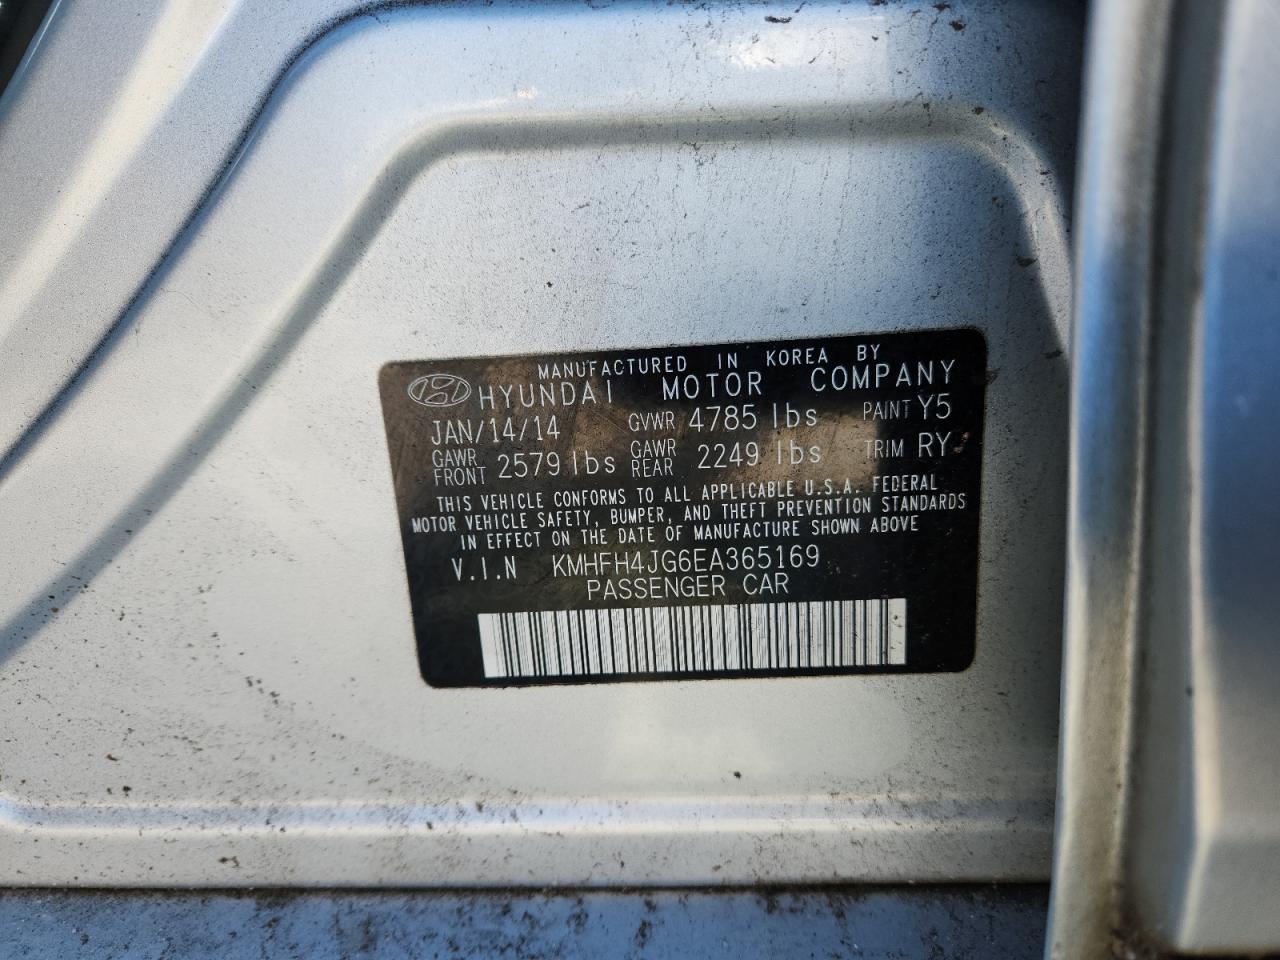 MANUFACTURED IN KOREA BY
HYUNDAI MOTOR COMPANY
JAN/14/14 GVWR 4785 lbs PAINT Y5
GAWR FRONT 2579 lbs GAWR REAR 2249 lbs TRIM RY
THIS VEHICLE CONFORMS TO ALL APPLICABLE U.S.A. FEDERAL
MOTOR VEHICLE SAFETY, BUMPER, AND THEFT PREVENTION STANDARDS
IN EFFECT ON THE DATE OF MANUFACTURE SHOWN ABOVE
V.I.N KMHFH4JG6EA365169
PASSENGER CAR